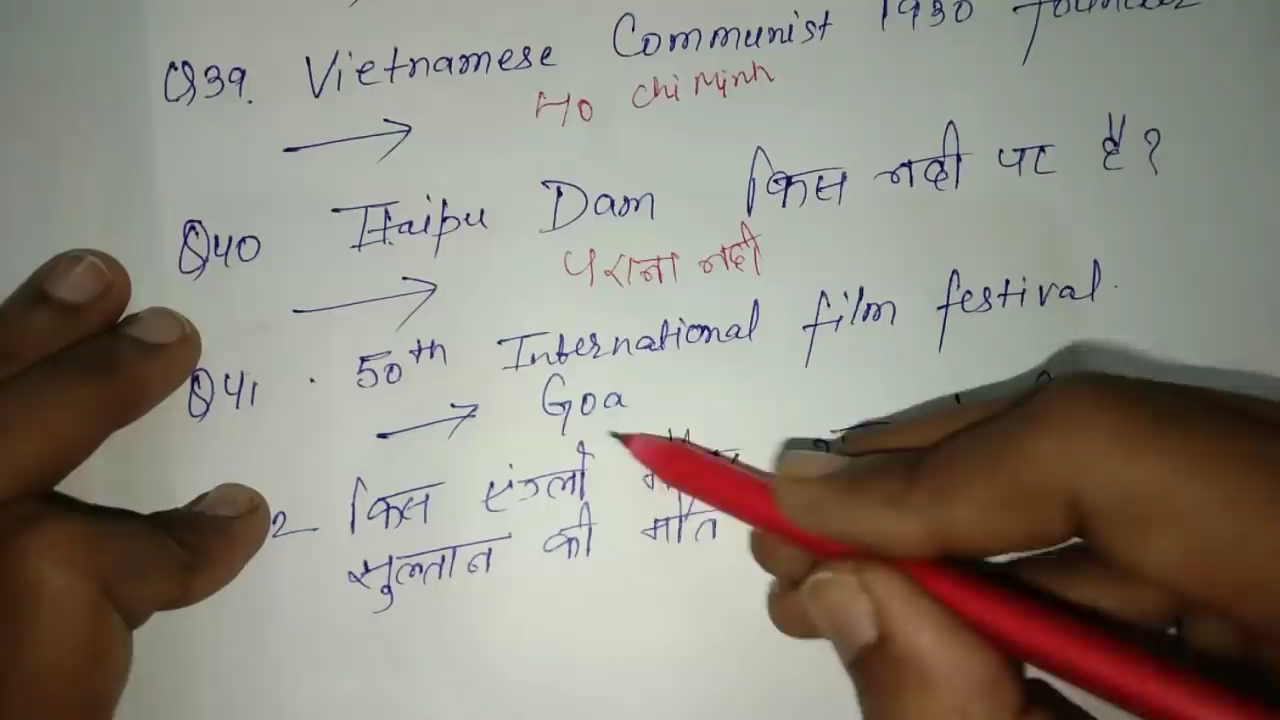 Q39. Vietnamese Communist 1930 founder
Ho Chi Minh
Q40 Itaipu Dam किस नदी पर है?
पराना नदी
Q41. 50th International film festival.
Goa
2 किस एंग्लो
सुल्तान की मौत